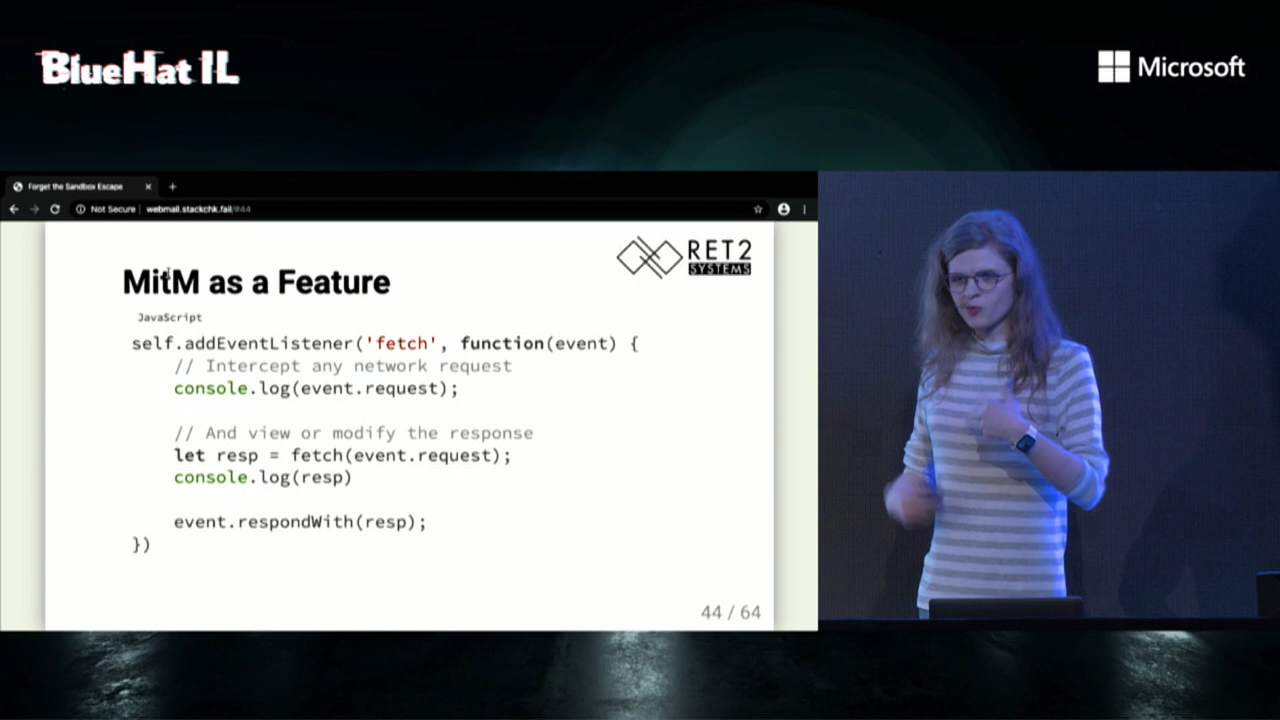 BlueHat IL
Microsoft
Forget the Sandbox Escape
Not Secure | webmail.stackchk.fail/#44
RET2
SYSTEMS
MitM as a Feature
JavaScript
self.addEventListener('fetch', function(event) {
// Intercept any network request
console.log(event.request);
// And view or modify the response
let resp = fetch(event.request);
console.log(resp)
event.respondWith(resp);
})
44 / 64